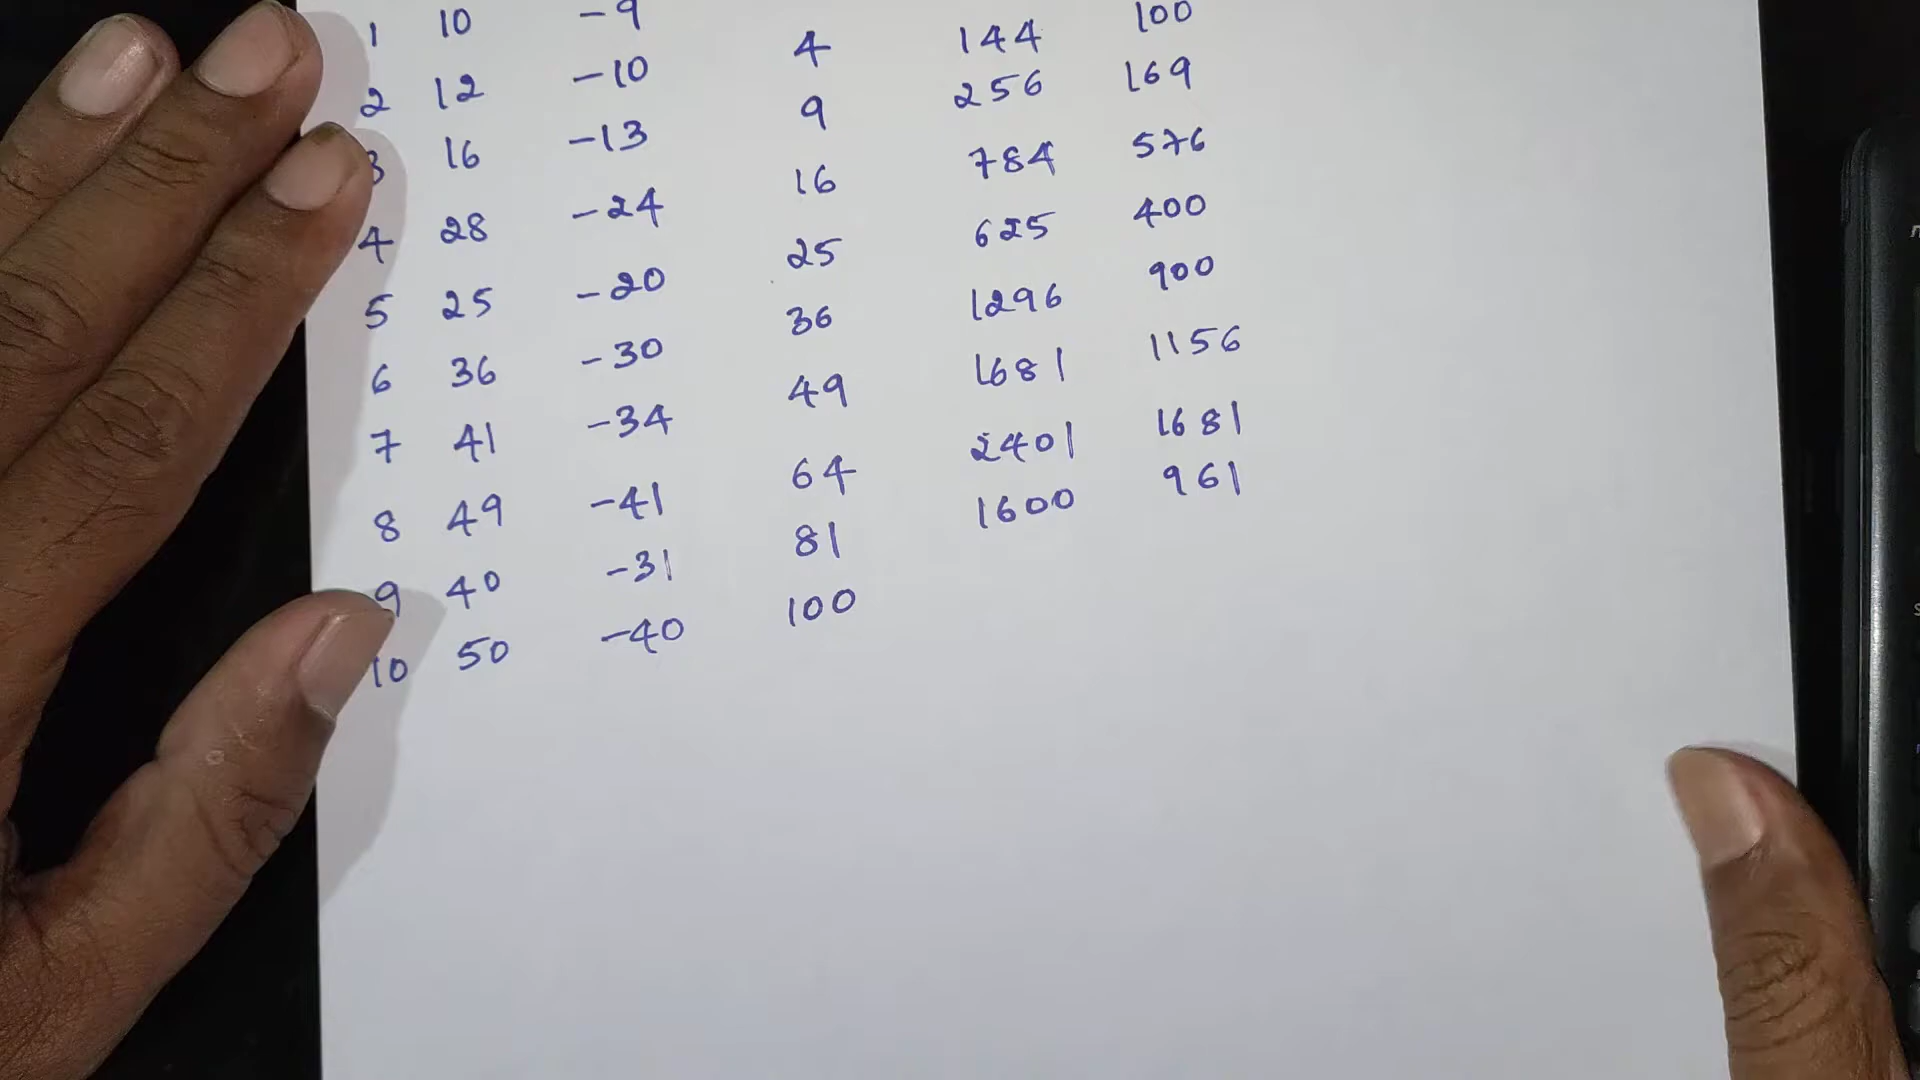 1 10 -9
2 12 -10 4 144 100
3 16 -13 9 256 169
4 28 -24 16 784 576
5 25 -20 25 625 400
6 36 -30 36 1296 900
7 41 -34 49 1681 1156
8 49 -41 64 2401 1681
9 40 -31 81 1600 961
10 50 -40 100